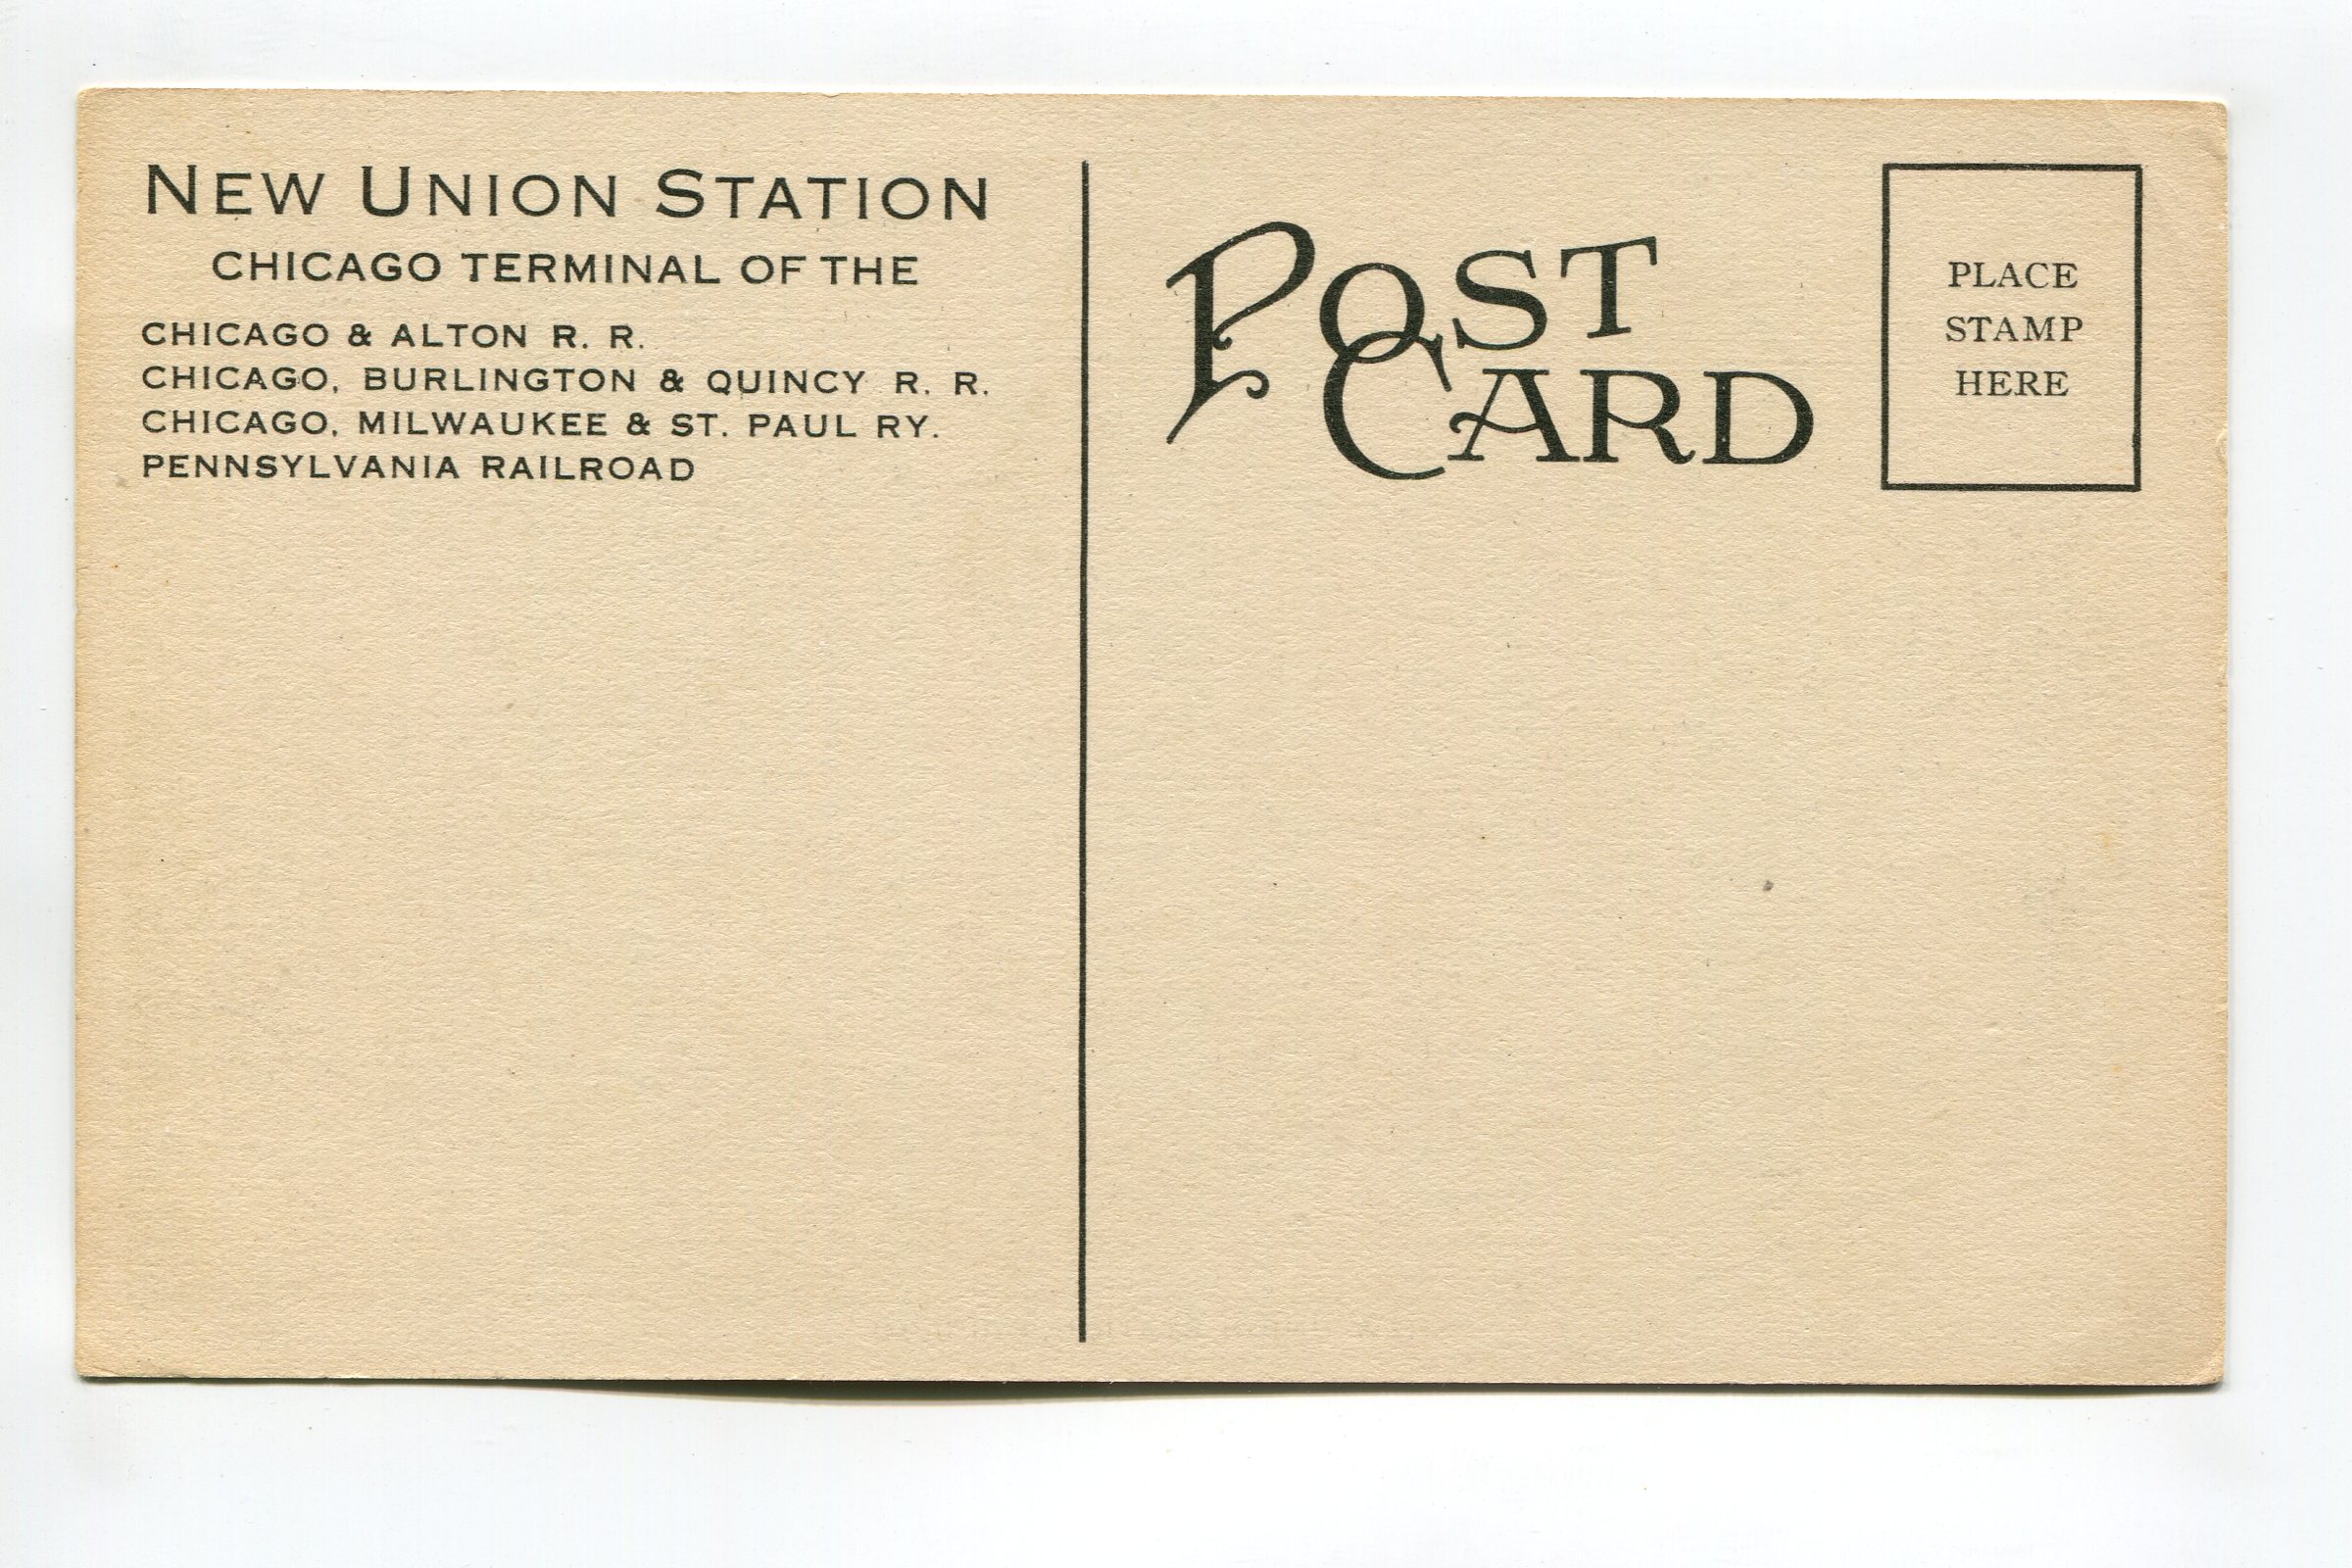 NEW UNION STATION
CHICAGO TERMINAL OF THE
CHICAGO & ALTON R. R.
CHICAGO, BURLINGTON & QUINCY R. R.
CHICAGO, MILWAUKEE & ST. PAUL RY.
PENNSYLVANIA RAILROAD
POST
CARD
PLACE
STAMP
HERE